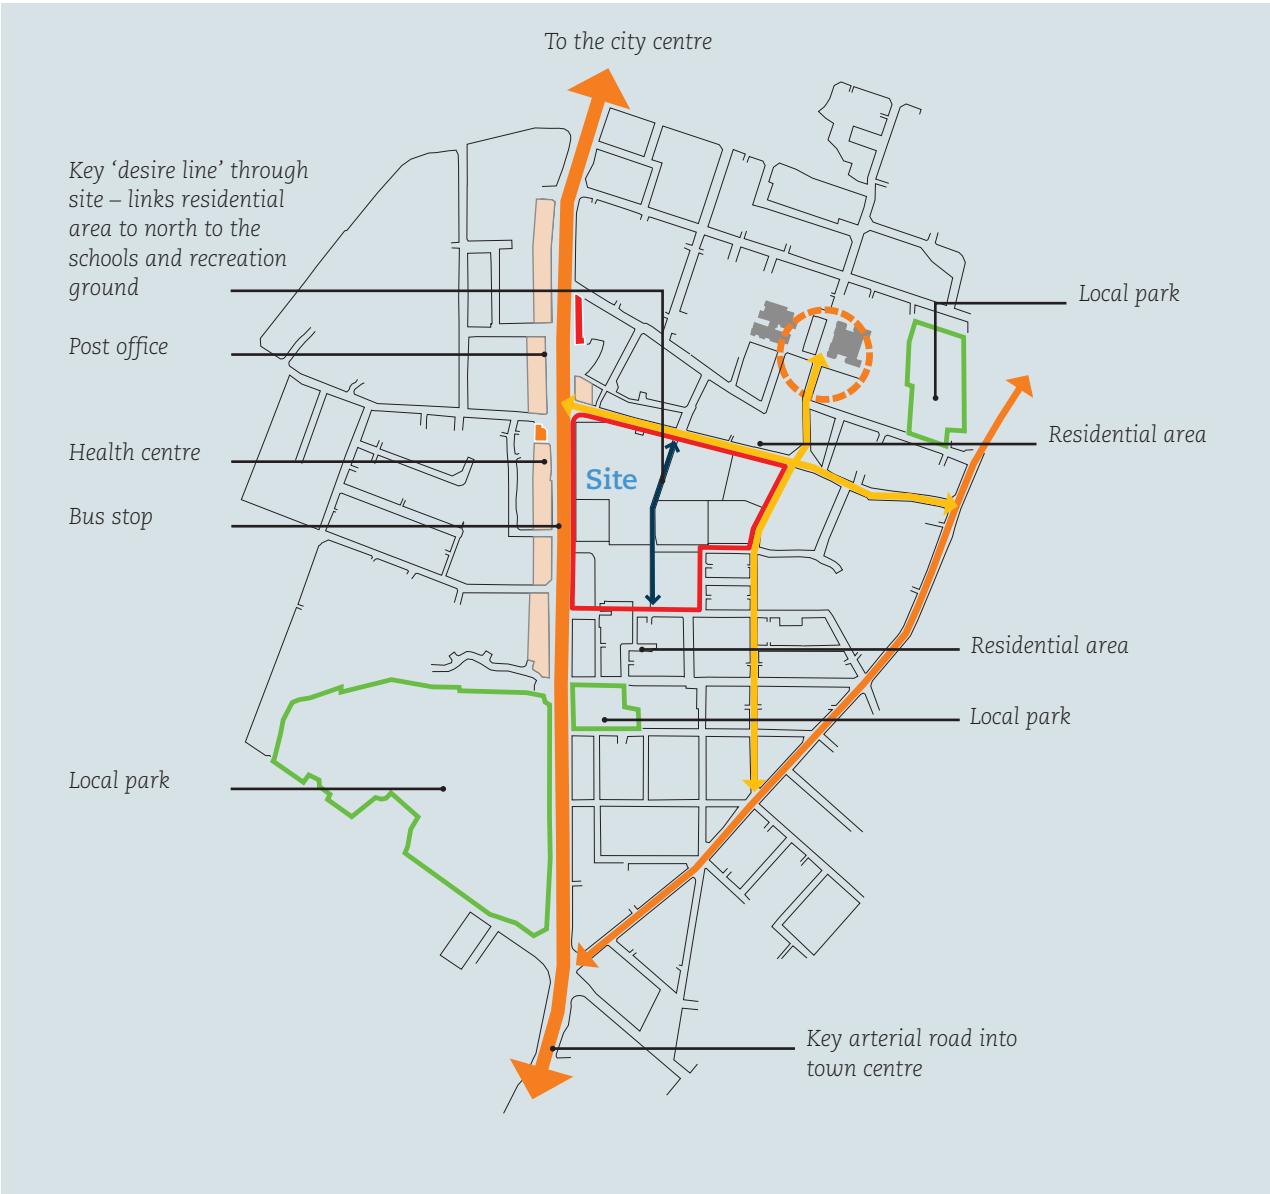 To the city centre
Key ‘desire line’ through
site – links residential
area to north to the
schools and recreation
ground
Local park
Post office
Residential area
Health centre
Site
Bus stop
Residential area
Local park
Local park
Key arterial road into
town centre